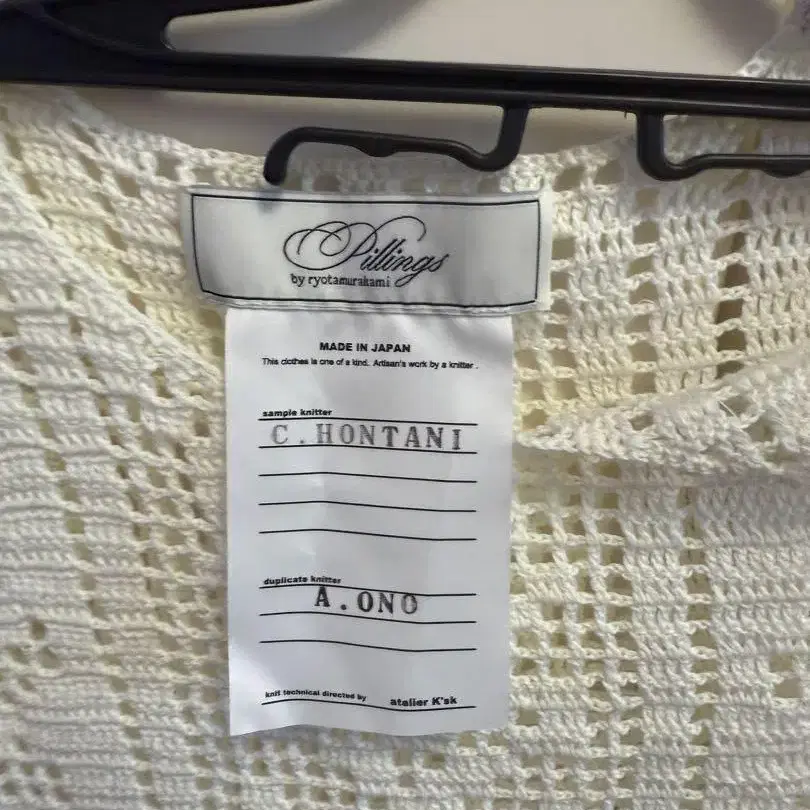 Pillings
by ryotamurakami
MADE IN JAPAN
This clothes is one of a kind. Artisan's work by a knitter .
sample knitter
C.HONTANI
duplicate knitter
A.ONO
knit technical directed by atelier K'sk